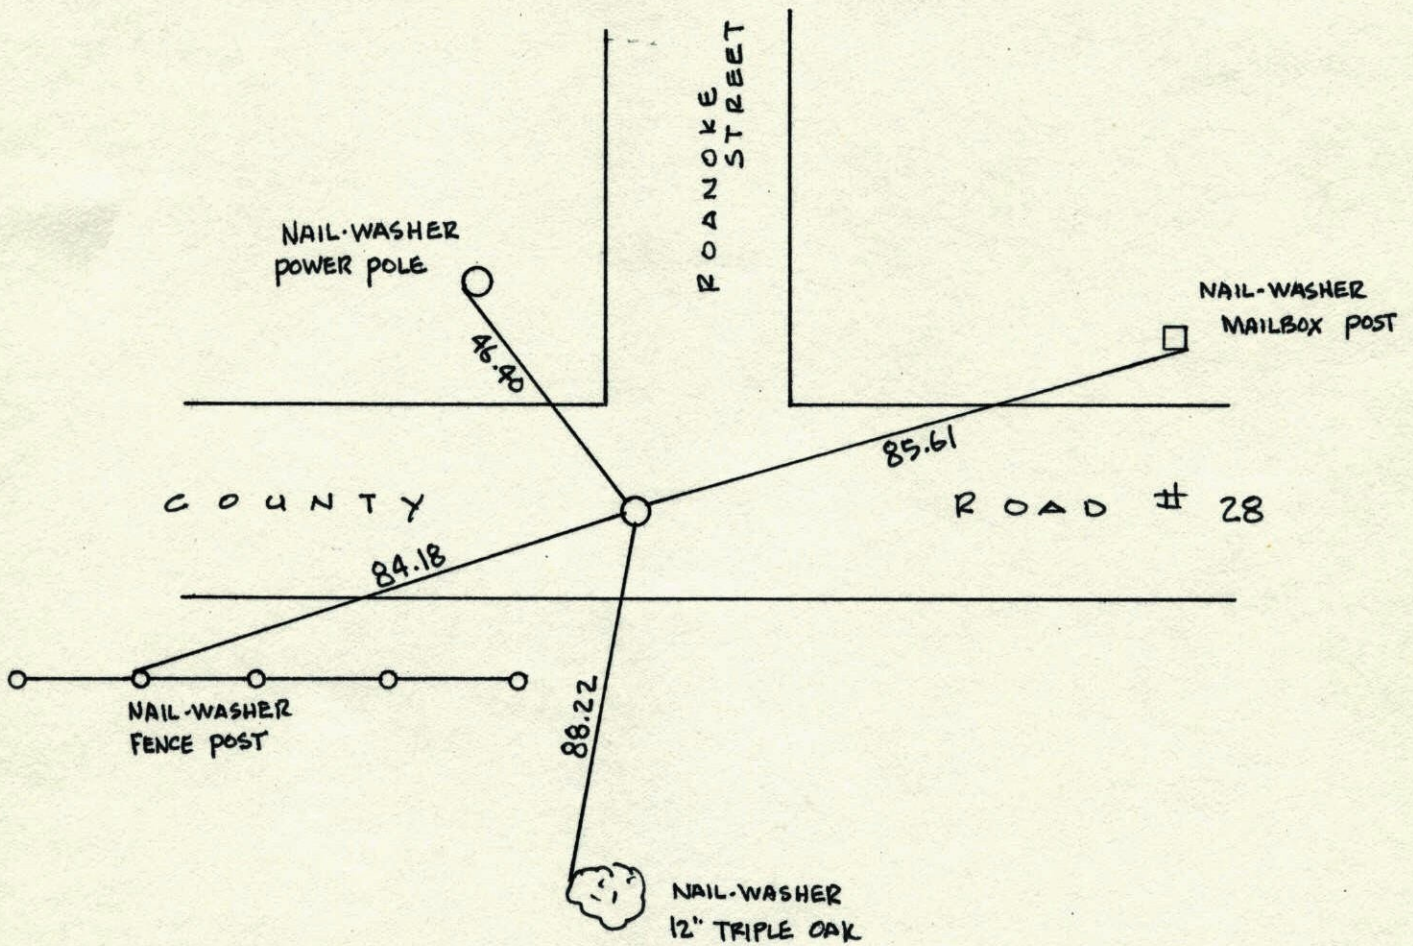 ROANOKE
STREET
NAIL-WASHER
POWER POLE
46.40
NAIL-WASHER
MAILBOX POST
85.61
COUNTY ROAD # 28
84.18
NAIL-WASHER
FENCE POST
88.22
NAIL-WASHER
12" TRIPLE OAK